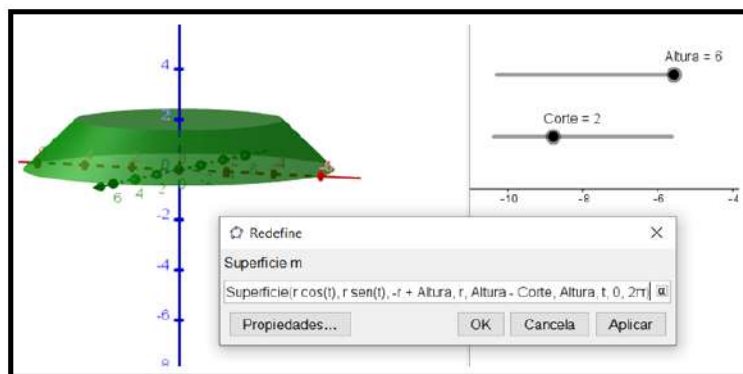 4
2
0
-2
-4
-6
-8
6
4
2
Altura = 6
Corte = 2
-10
-8
-6
-4
Redefine
Superficie m
Superficie(r cos(t), r sen(t), -r + Altura, r, Altura - Corte, Altura, t, 0, 2π)
α
Propiedades...
OK
Cancela
Aplicar